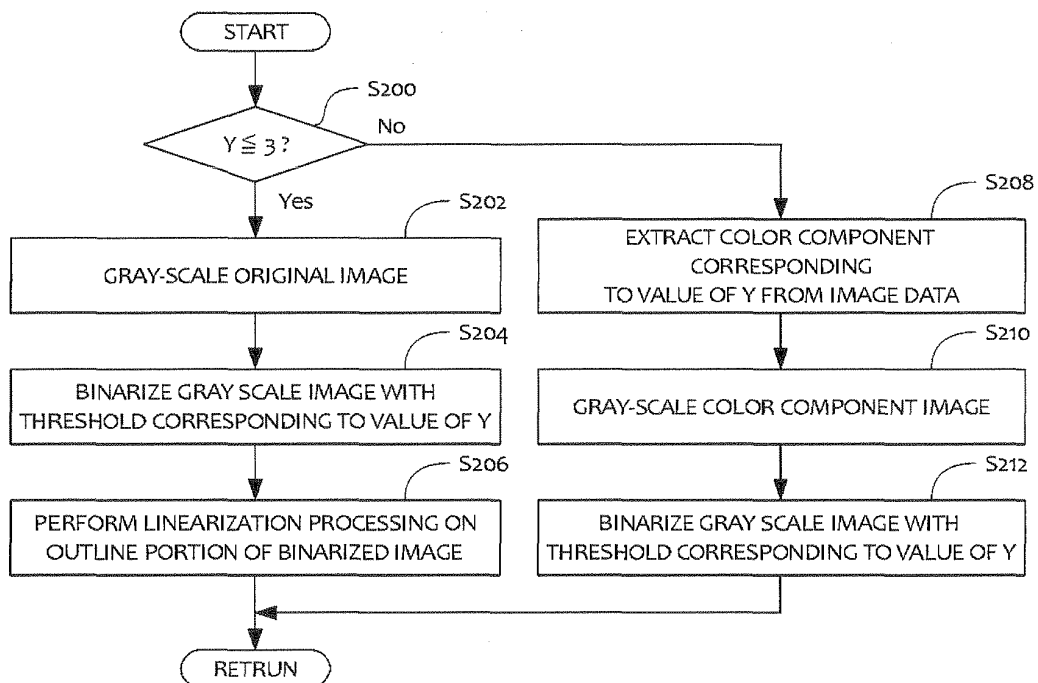 START
S200
Y ≦ 3 ?
No
Yes
S202
GRAY-SCALE ORIGINAL IMAGE
S204
BINARIZE GRAY SCALE IMAGE WITH
THRESHOLD CORRESPONDING TO VALUE OF Y
S206
PERFORM LINEARIZATION PROCESSING ON
OUTLINE PORTION OF BINARIZED IMAGE
S208
EXTRACT COLOR COMPONENT
CORRESPONDING
TO VALUE OF Y FROM IMAGE DATA
S210
GRAY-SCALE COLOR COMPONENT IMAGE
S212
BINARIZE GRAY SCALE IMAGE WITH
THRESHOLD CORRESPONDING TO VALUE OF Y
RETRUN